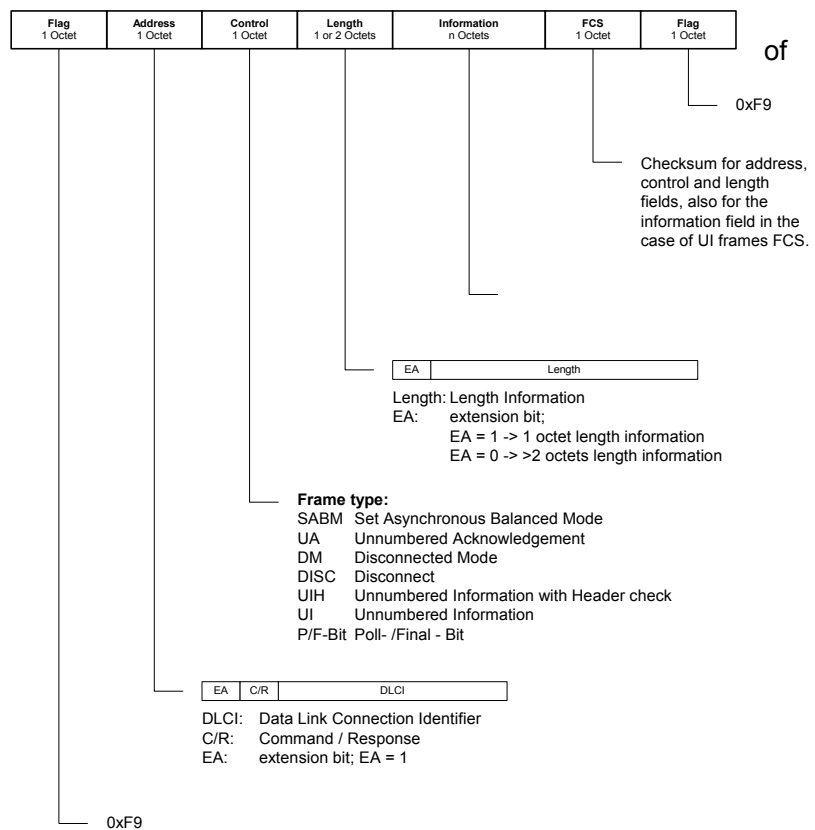 Flag Address Control Length Information FCS Flag
1 Octet 1 Octet 1 Octet 1 or 2 Octets n Octets 1 Octet 1 Octet
of
0xF9
Checksum for address,
control and length
fields, also for the
information field in the
case of UI frames FCS.
EA Length
Length: Length Information
EA: extension bit;
EA = 1 -> 1 octet length information
EA = 0 -> >2 octets length information
Frame type:
SABM Set Asynchronous Balanced Mode
UA Unnumbered Acknowledgement
DM Disconnected Mode
DISC Disconnect
UIH Unnumbered Information with Header check
UI Unnumbered Information
P/F-Bit Poll- /Final - Bit
EA C/R DLCI
DLCI: Data Link Connection Identifier
C/R: Command / Response
EA: extension bit; EA = 1
0xF9